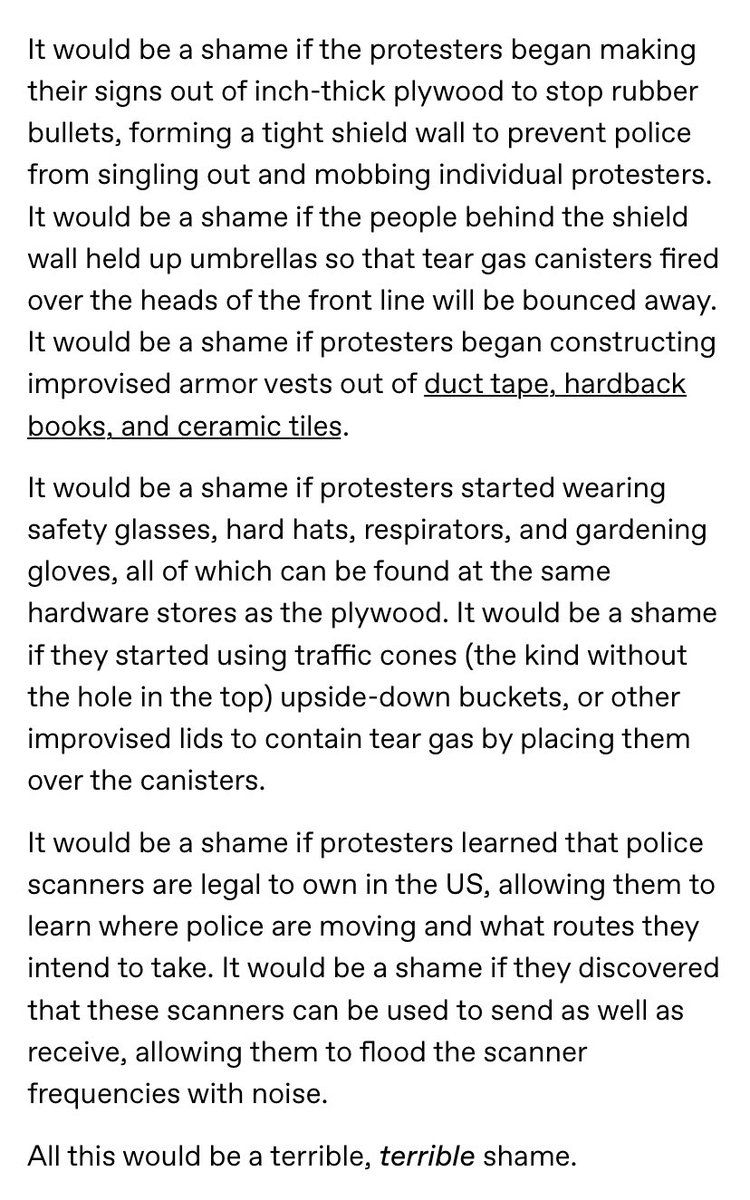 It would be a shame if the protesters began making
their signs out of inch-thick plywood to stop rubber
bullets, forming a tight shield wall to prevent police
from singling out and mobbing individual protesters.
It would be a shame if the people behind the shield
wall held up umbrellas so that tear gas canisters fired
over the heads of the front line will be bounced away.
It would be a shame if protesters began constructing
improvised armor vests out of duct tape, hardback
books, and ceramic tiles.
It would be a shame if protesters started wearing
safety glasses, hard hats, respirators, and gardening
gloves, all of which can be found at the same
hardware stores as the plywood. It would be a shame
if they started using traffic cones (the kind without
the hole in the top) upside-down buckets, or other
improvised lids to contain tear gas by placing them
over the canisters.
It would be a shame if protesters learned that police
scanners are legal to own in the US, allowing them to
learn where police are moving and what routes they
intend to take. It would be a shame if they discovered
that these scanners can be used to send as well as
receive, allowing them to flood the scanner
frequencies with noise.
All this would be a terrible, terrible shame.